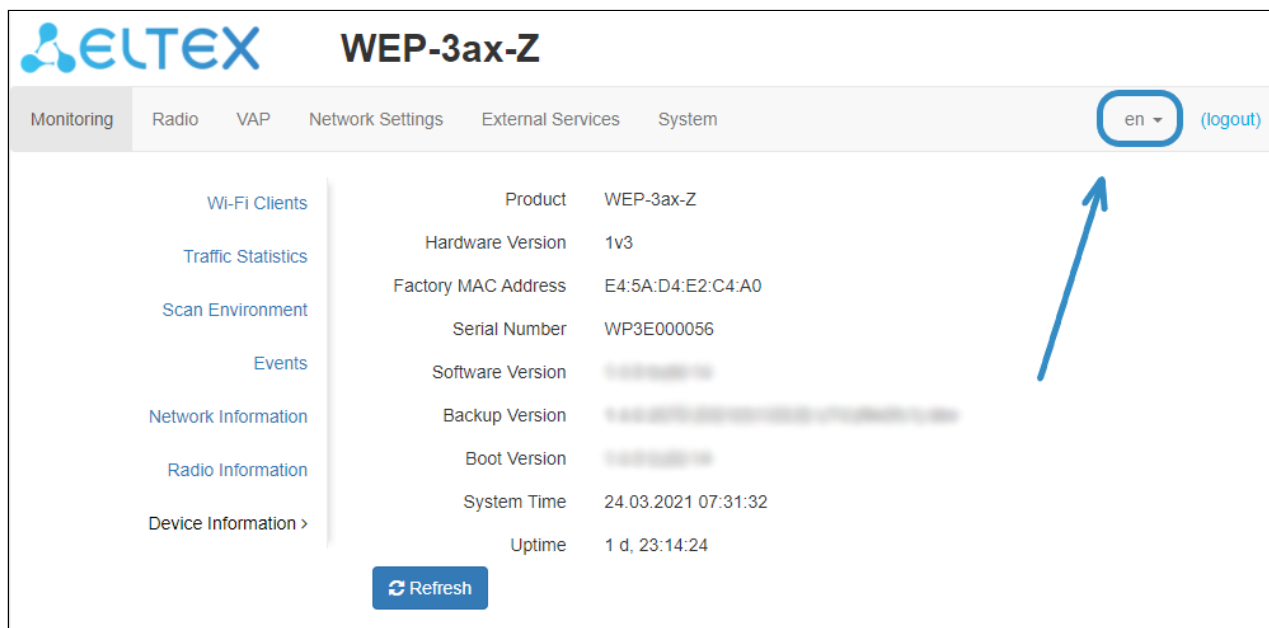 ELTEX WEP-3ax-Z
Monitoring Radio VAP Network Settings External Services System en (logout)
Wi-Fi Clients
Traffic Statistics
Scan Environment
Events
Network Information
Radio Information
Device Information >
Product WEP-3ax-Z
Hardware Version 1v3
Factory MAC Address E4:5A:D4:E2:C4:A0
Serial Number WP3E000056
Software Version
Backup Version
Boot Version
System Time 24.03.2021 07:31:32
Uptime 1 d, 23:14:24
Refresh